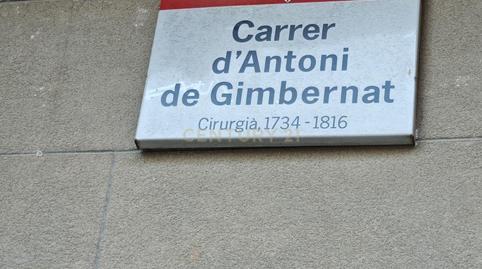 Carrer
d'Antoni
de Gimbernat
Cirurgià, 1734 - 1816
CENTURY 21